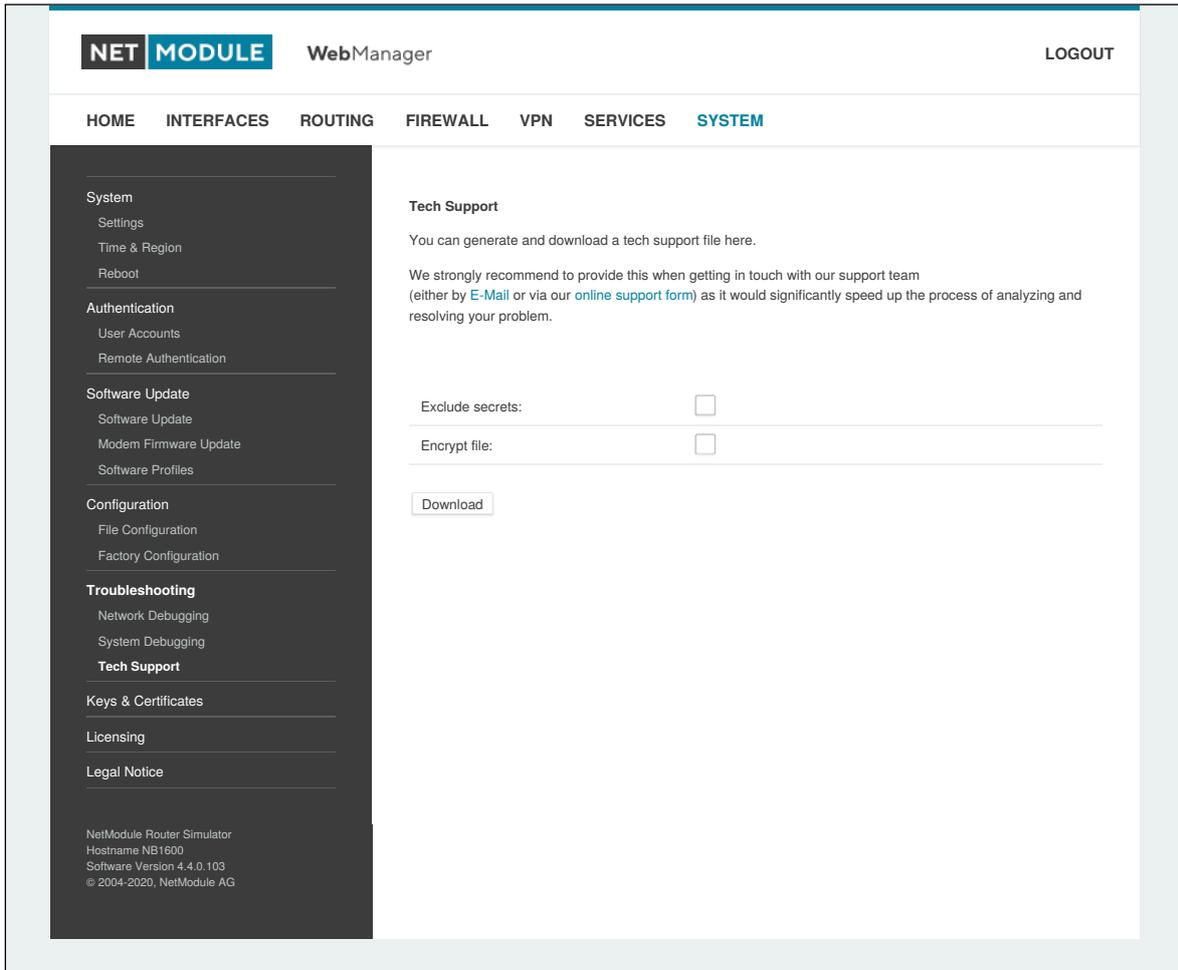 NET MODULE WebManager LOGOUT
HOME INTERFACES ROUTING FIREWALL VPN SERVICES SYSTEM
System
Settings
Time & Region
Reboot
Authentication
User Accounts
Remote Authentication
Software Update
Software Update
Modem Firmware Update
Software Profiles
Configuration
File Configuration
Factory Configuration
Troubleshooting
Network Debugging
System Debugging
Tech Support
Keys & Certificates
Licensing
Legal Notice
NetModule Router Simulator
Hostname NB1600
Software Version 4.4.0.103
© 2004-2020, NetModule AG
Tech Support
You can generate and download a tech support file here.
We strongly recommend to provide this when getting in touch with our support team
(either by E-Mail or via our online support form) as it would significantly speed up the process of analyzing and
resolving your problem.
Exclude secrets:
Encrypt file:
Download